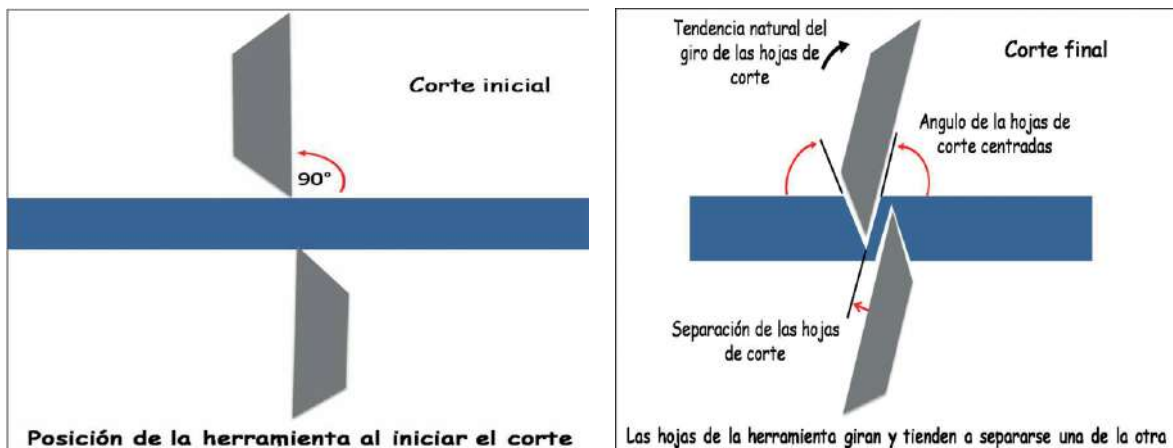 Corte inicial
90°
Posición de la herramienta al iniciar el corte
Tendencia natural del
giro de las hojas de
corte
Corte final
Angulo de la hojas de
corte centradas
Separación de las hojas
de corte
Las hojas de la herramienta giran y tienden a separarse una de la otra